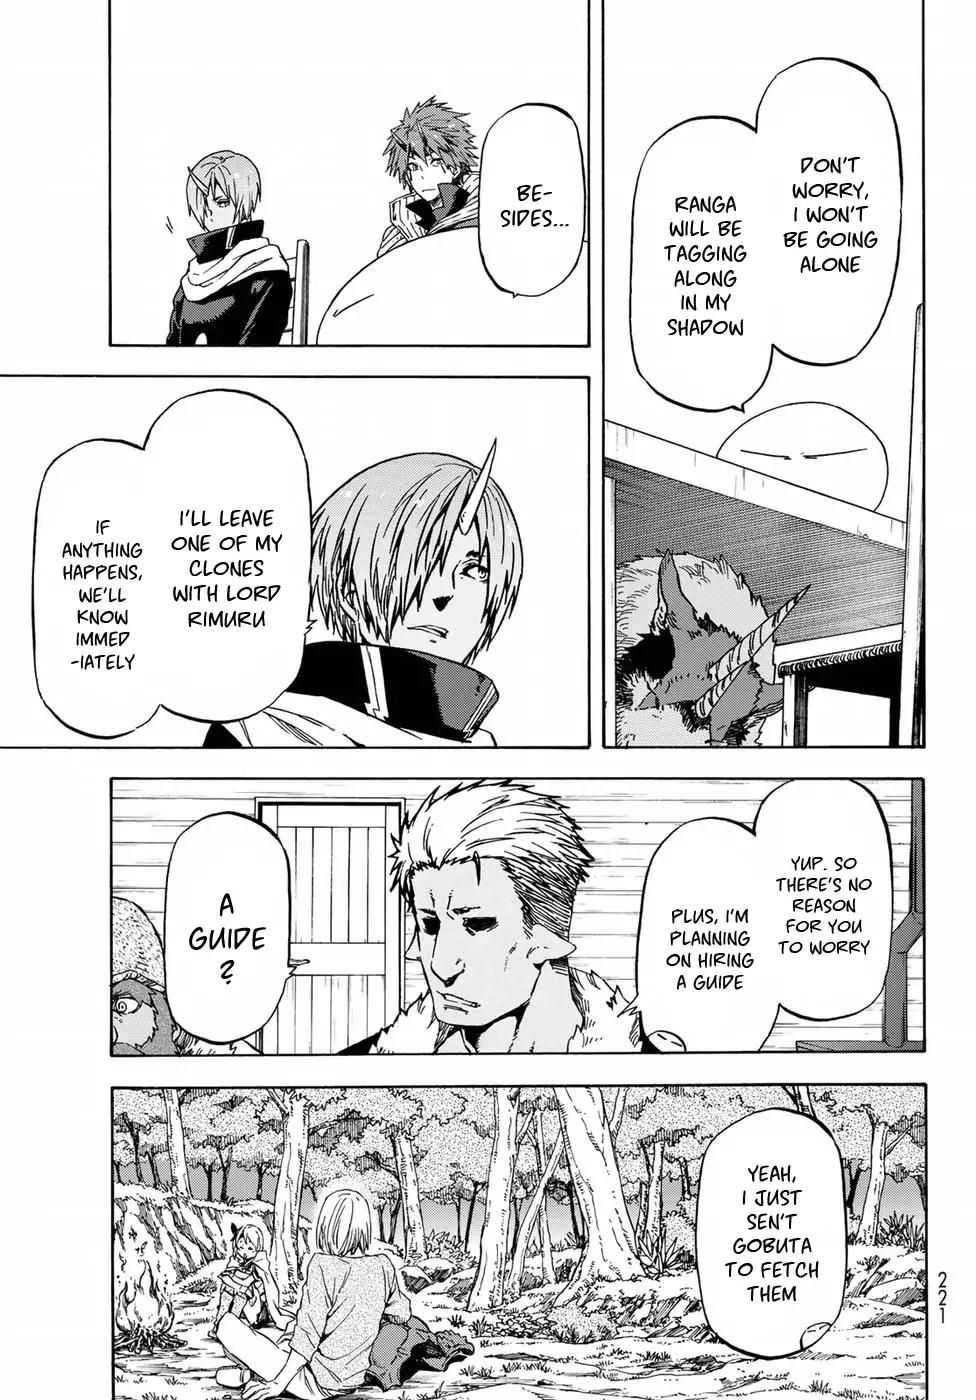 DON'T
WORRY,
I WON'T
BE GOING
ALONE
RANGA
WILL BE
TAGGING
ALONG
IN MY
SHADOW
BE-
SIDES...
I'LL LEAVE
ONE OF MY
CLONES
WITH LORD
RIMURU
IF
ANYTHING
HAPPENS,
WE'LL
KNOW
IMMED
-IATELY
YUP. SO
THERE'S NO
REASON
FOR YOU
TO WORRY
PLUS, I'M
PLANNING
ON HIRING
A GUIDE
A
GUIDE
?
YEAH,
I JUST
SEN'T
GOBUTA
TO FETCH
THEM
221